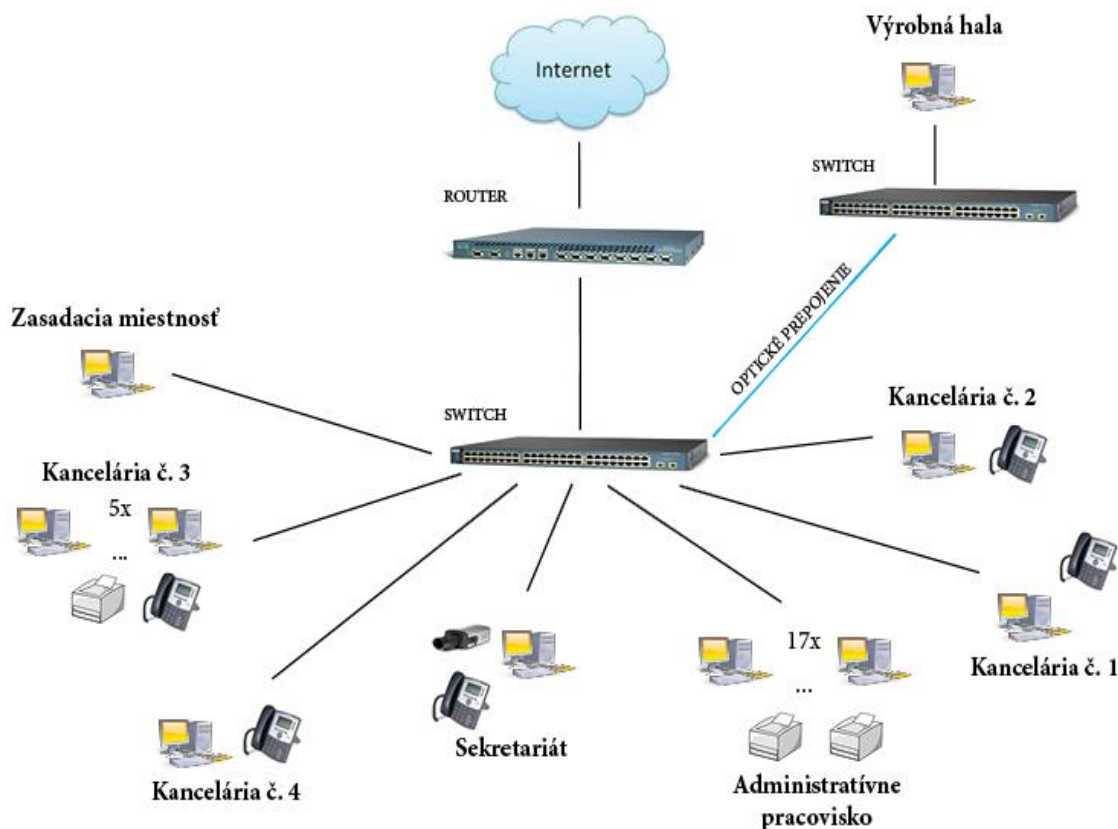 Výrobná hala
Internet
SWITCH
ROUTER
OPTICKÉ PREPOJENIE
Zasadacia miestnosť
SWITCH
Kancelária č. 2
Kancelária č. 3
5x
...
Kancelária č. 1
17x
...
Sekretariát
Kancelária č. 4
Administratívne
pracovisko